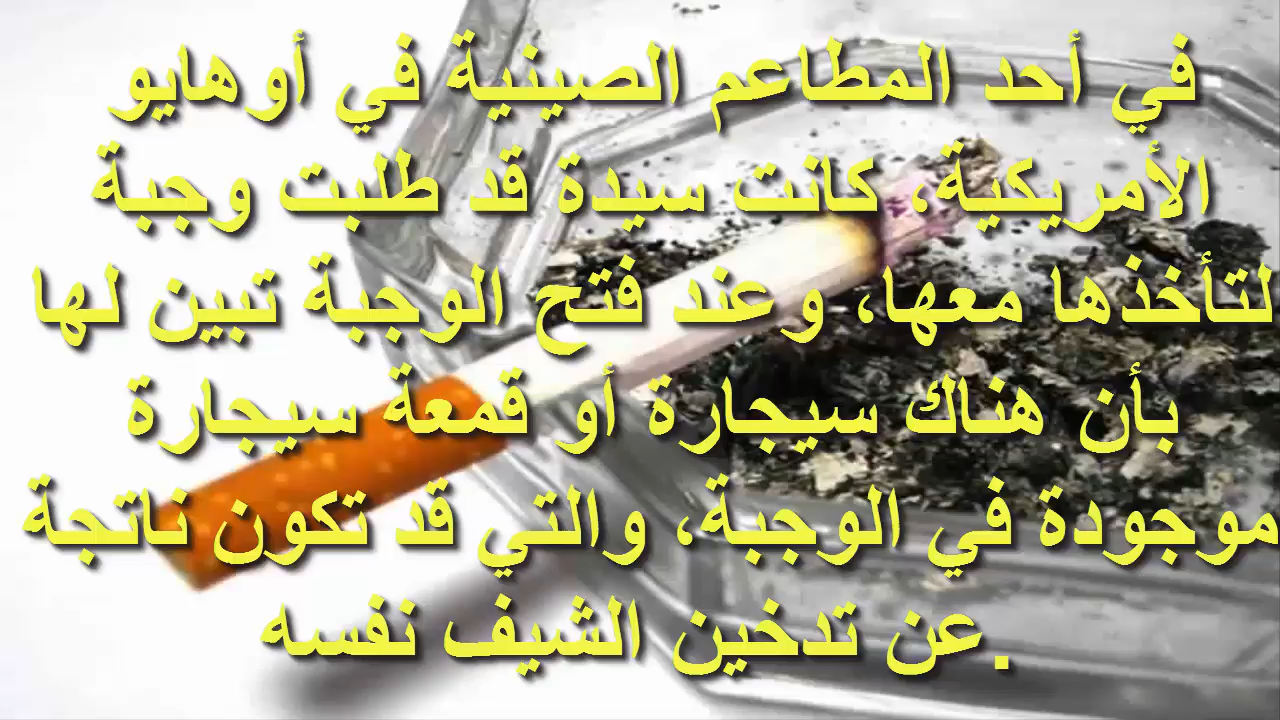 في أحد المطاعم الصينية في أوهايو
الأمريكية، كانت سيدة قد طلبت وجبة
لتأخذها معها، وعند فتح الوجبة تبين لها
بأن هناك سيجارة أو قمعة سيجارة
موجودة في الوجبة، والتي قد تكون ناتجة
عن تدخين الشيف نفسه.